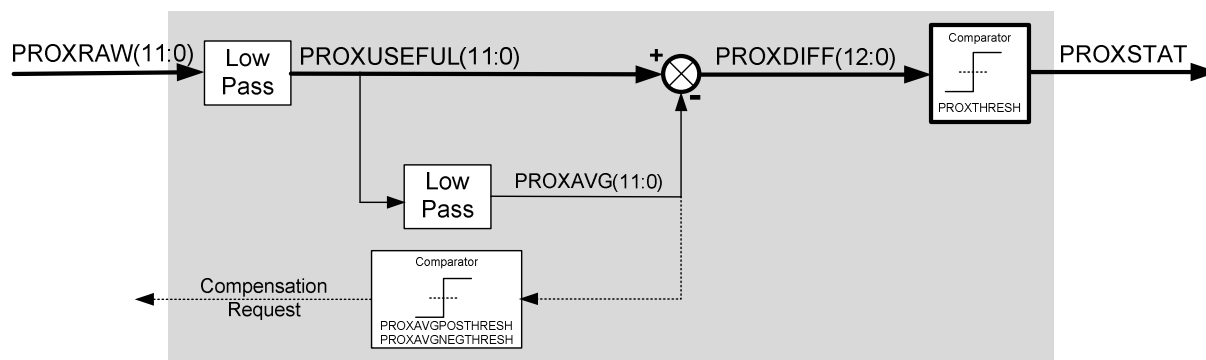 PROXRAW(11:0)
Low
Pass
PROXUSEFUL(11:0)
+
-
PROXDIFF(12:0)
Comparator
PROXTHRESH
PROXSTAT
Low
Pass
PROXAVG(11:0)
Comparator
PROXAVGPOSTHRESH
PROXAVGNEGTHRESH
Compensation
Request